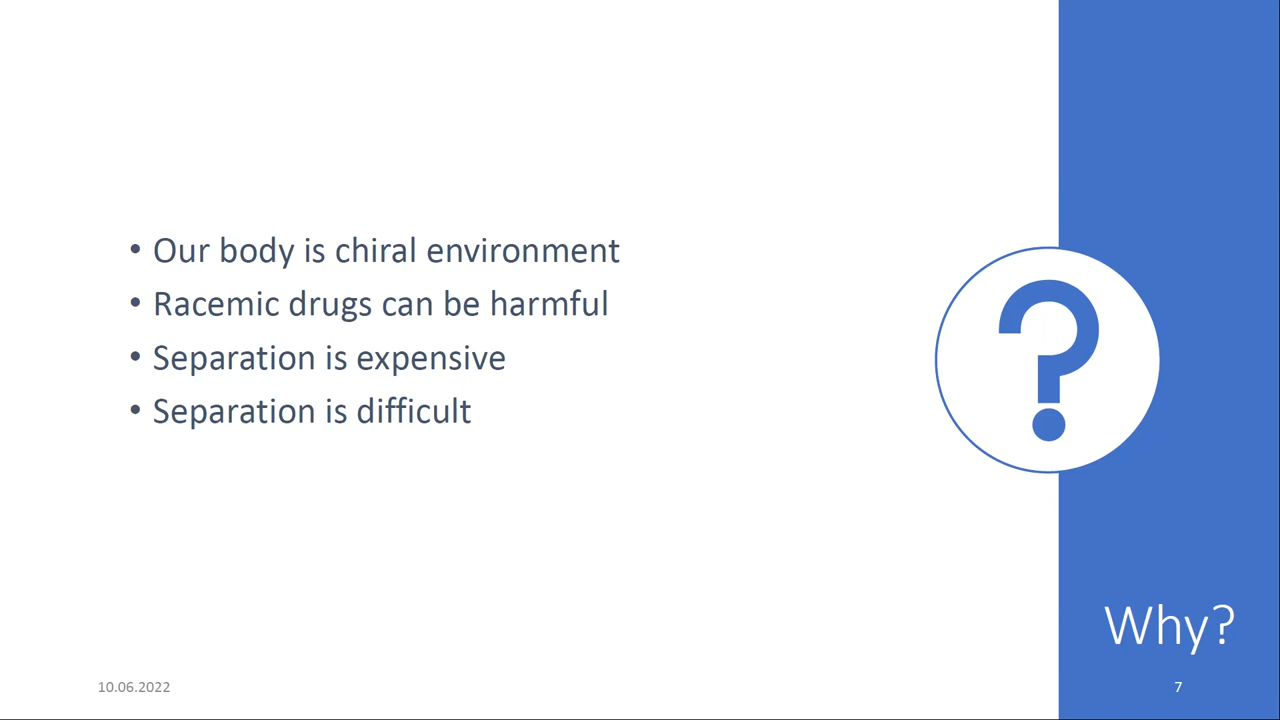 • Our body is chiral environment
• Racemic drugs can be harmful
• Separation is expensive
• Separation is difficult
?
Why?
10.06.2022
7